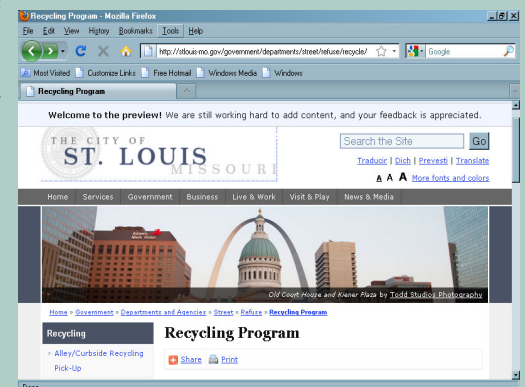 Recycling Program - Mozilla Firefox
File Edit View History Bookmarks Tools Help
http://stlouis-mo.gov/government/departments/street/refuse/recycle/ Google
Most Visited Customize Links Free Hotmail Windows Media Windows
Recycling Program
Welcome to the preview! We are still working hard to add content, and your feedback is appreciated.
THE CITY OF
ST. LOUIS
MISSOURI
Search the Site Go
Traducir | Dich | Prevesti | Translate
A A A More fonts and colors
Home Services Government Business Live & Work Visit & Play News & Media
Old Court House and Kiener Plaza by Todd Studios Photography
Home » Government » Departments and Agencies » Street » Refuse » Recycling Program
Recycling
Recycling Program
› Alley/Curbside Recycling
Pick-Up
Share Print
Done